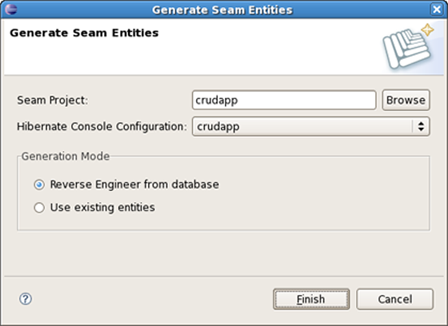 Generate Seam Entities
Generate Seam Entities
Seam Project: crudapp Browse
Hibernate Console Configuration: crudapp
Generation Mode
Reverse Engineer from database
Use existing entities
? Finish Cancel